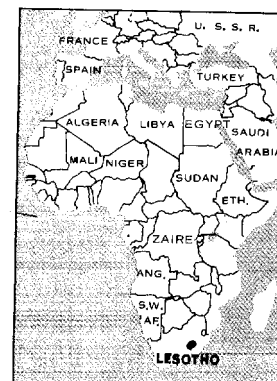 U. S. S. R.
FRANCE
SPAIN
TURKEY
ALGERIA
LIBYA
EGYPT
SAUDI
ARABIA
MALI
NIGER
SUDAN
ETH.
ZAIRE
ANG.
S.W.
AF.
LESOTHO